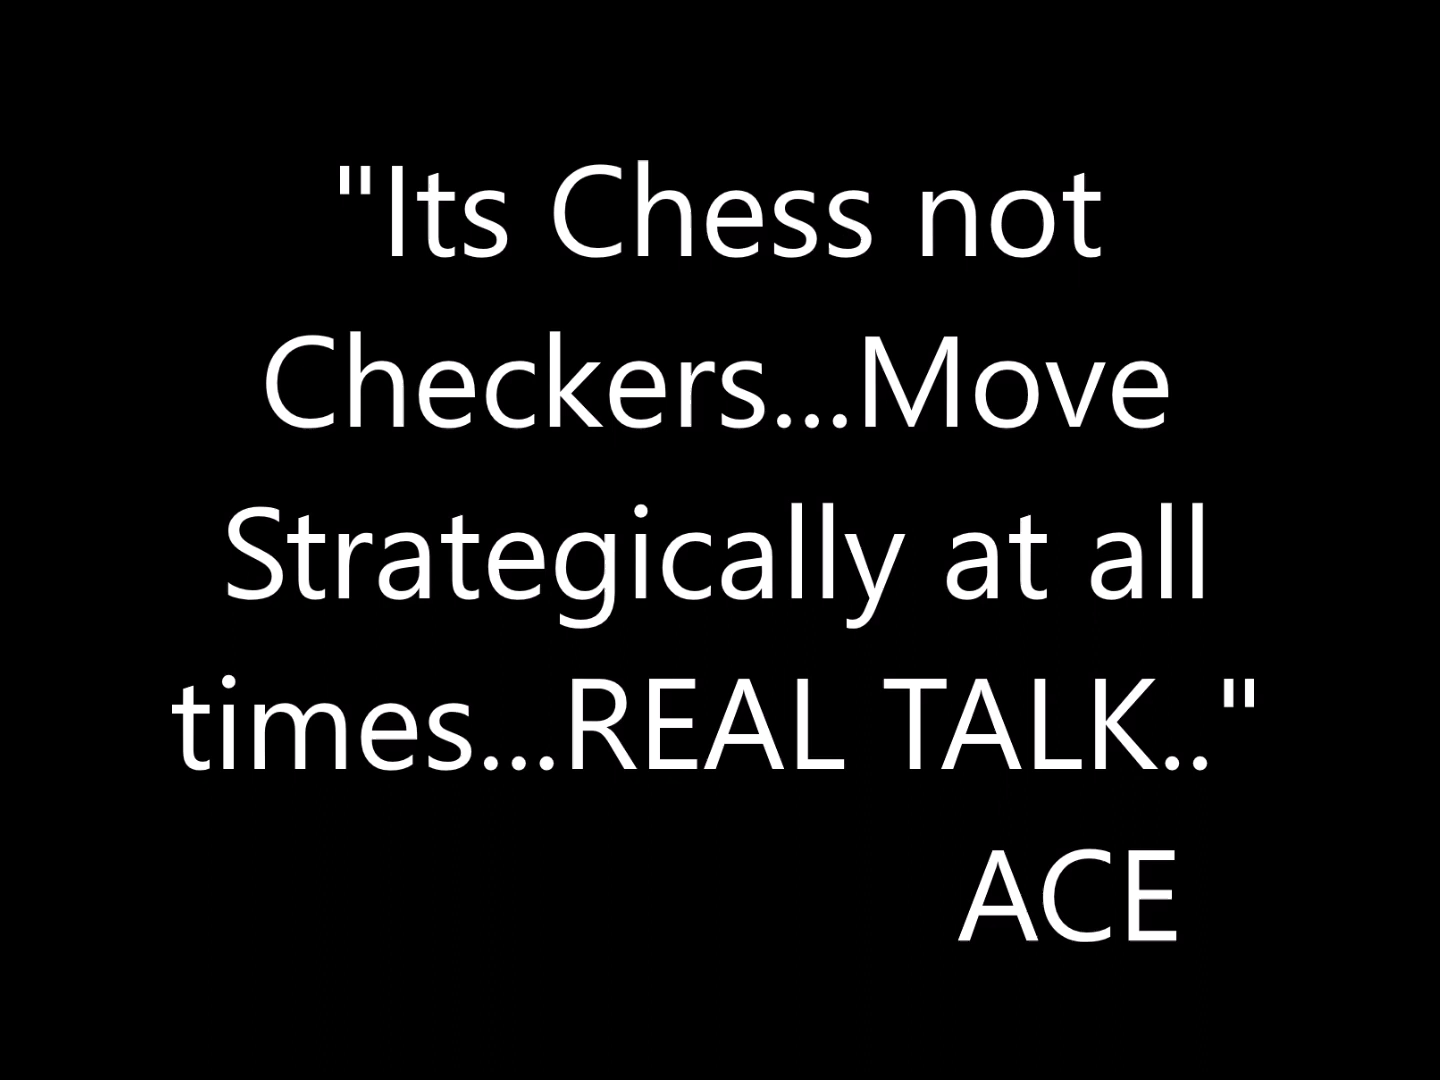 "Its Chess not
Checkers...Move
Strategically at all
times...REAL TALK.."
ACE